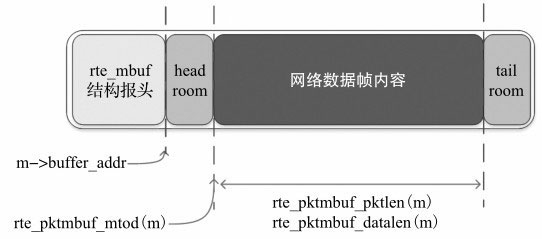 rte_mbuf
结构报头
head
room
网络数据帧内容
tail
room
m->buffer_addr
rte_pktmbuf_mtod(m)
rte_pktmbuf_pktlen(m)
rte_pktmbuf_datalen(m)